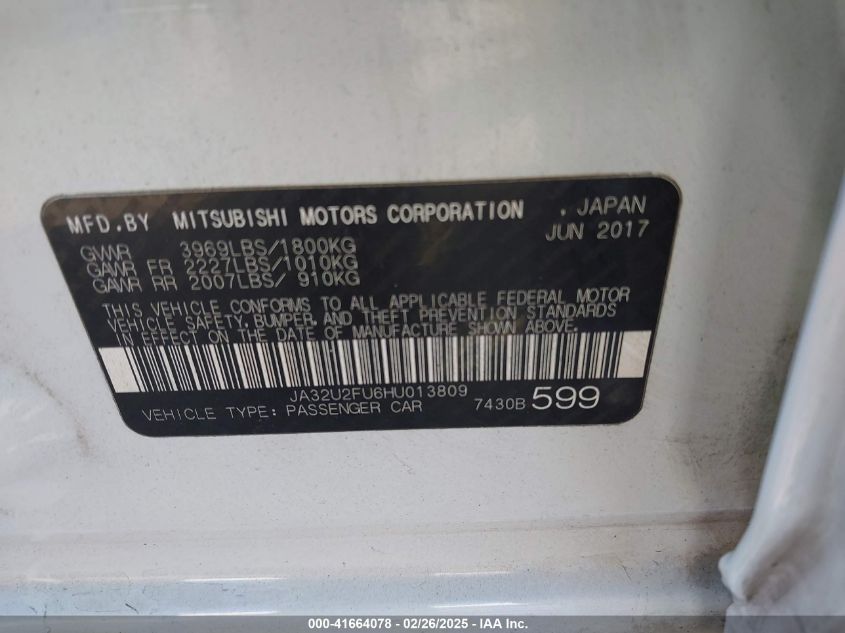 MFD.BY MITSUBISHI MOTORS CORPORATION . JAPAN
JUN 2017
GVWR 3969LBS/1800KG
GAWR FR 2227LBS/1010KG
GAWR RR 2007LBS/ 910KG
THIS VEHICLE CONFORMS TO ALL APPLICABLE FEDERAL MOTOR
VEHICLE SAFETY, BUMPER, AND THEFT PREVENTION STANDARDS
IN EFFECT ON THE DATE OF MANUFACTURE SHOWN ABOVE.
JA32U2FU6HU013809
VEHICLE TYPE: PASSENGER CAR 7430B 599
000-41664078 - 02/26/2025 - IAA Inc.